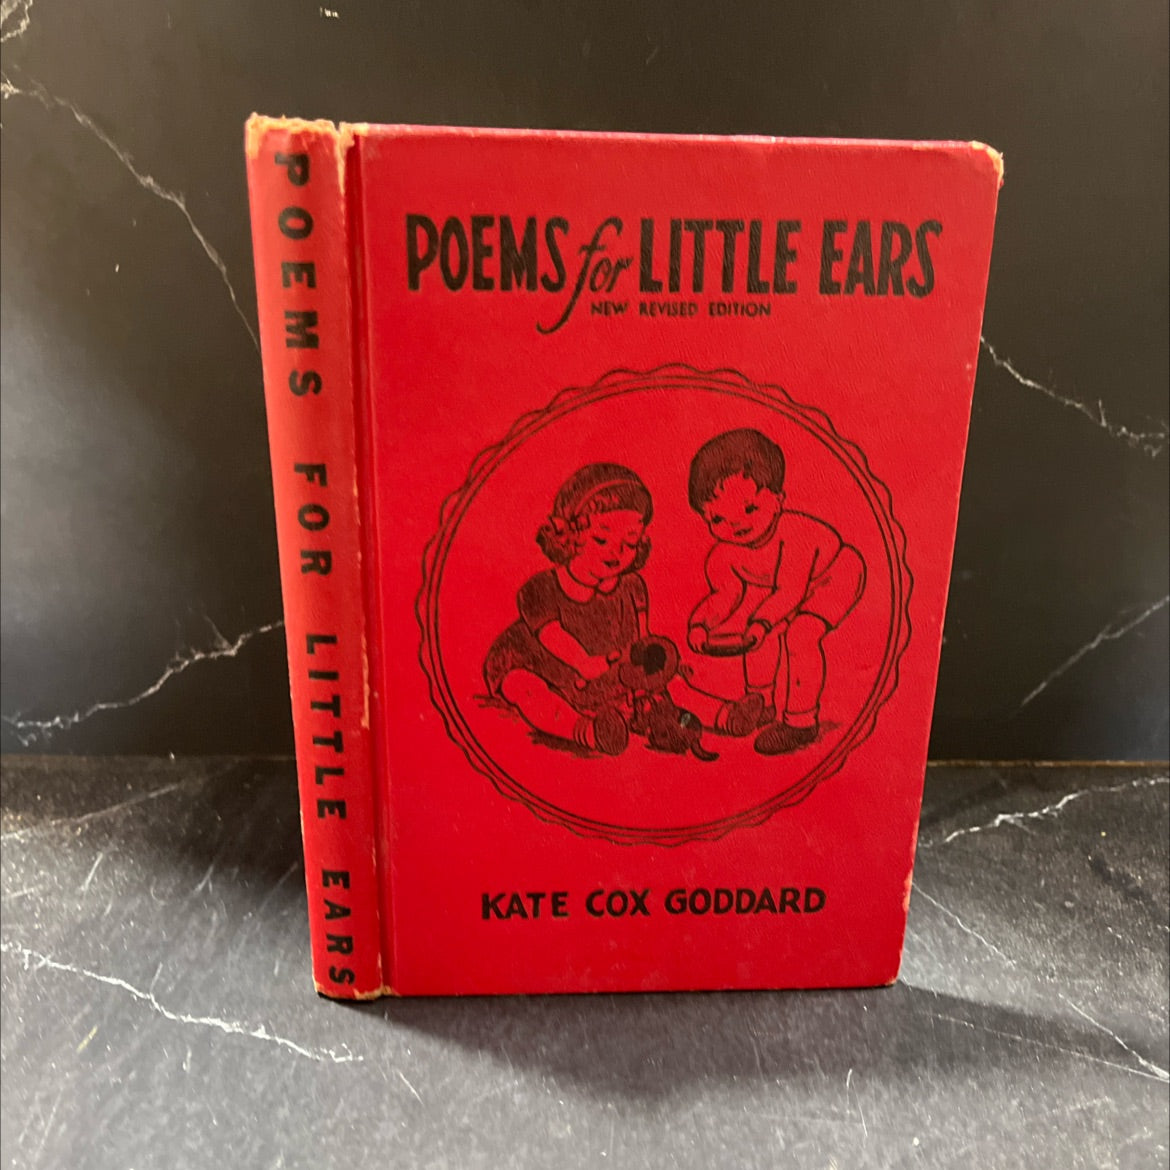 POEMS FOR LITTLE EARS
POEMS for LITTLE EARS
NEW REVISED EDITION
KATE COX GODDARD